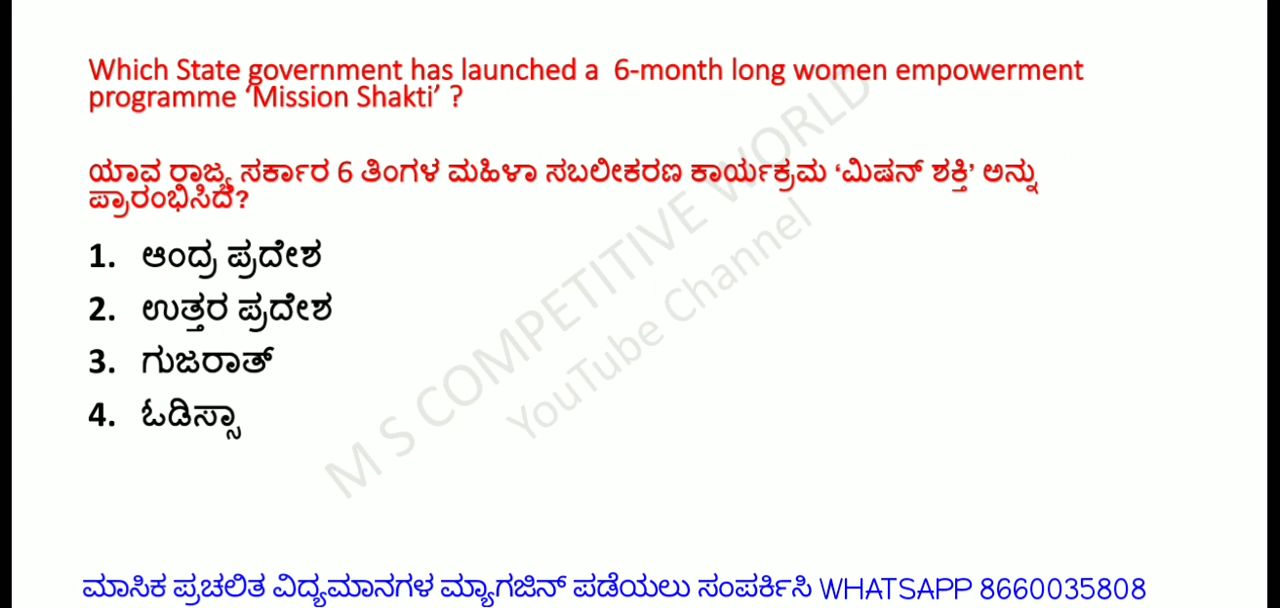 Which State government has launched a 6-month long women empowerment
programme ‘Mission Shakti’ ?
ಯಾವ ರಾಜ್ಯ ಸರ್ಕಾರ 6 ತಿಂಗಳ ಮಹಿಳಾ ಸಬಲೀಕರಣ ಕಾರ್ಯಕ್ರಮ ‘ಮಿಷನ್ ಶಕ್ತಿ’ ಅನ್ನು
ಪ್ರಾರಂಭಿಸಿದೆ?
1. ಆಂದ್ರ ಪ್ರದೇಶ
2. ಉತ್ತರ ಪ್ರದೇಶ
3. ಗುಜರಾತ್
4. ಓಡಿಸ್ಸಾ
M S COMPETITIVE WORLD
YouTube Channel
ಮಾಸಿಕ ಪ್ರಚಲಿತ ವಿದ್ಯಮಾನಗಳ ಮ್ಯಾಗಜಿನ್ ಪಡೆಯಲು ಸಂಪರ್ಕಿಸಿ WHATSAPP 8660035808